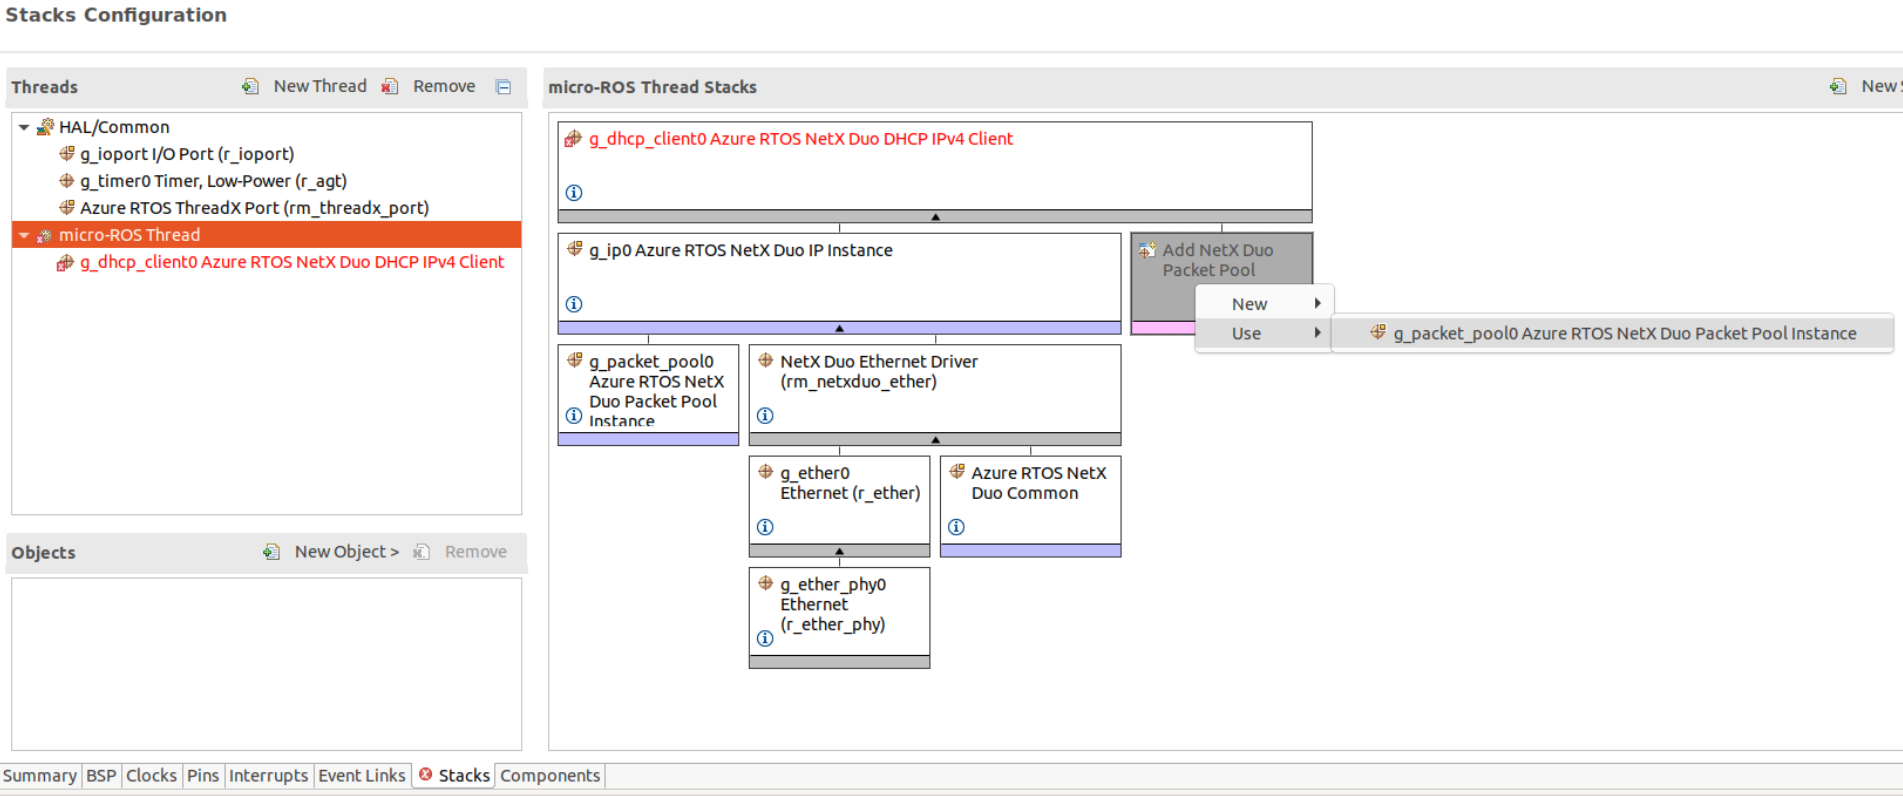 Stacks Configuration
Threads
New Thread
Remove
HAL/Common
g_ioport I/O Port (r_ioport)
g_timer0 Timer, Low-Power (r_agt)
Azure RTOS ThreadX Port (rm_threadx_port)
micro-ROS Thread
g_dhcp_client0 Azure RTOS NetX Duo DHCP IPv4 Client
Objects
New Object >
Remove
micro-ROS Thread Stacks
New
g_dhcp_client0 Azure RTOS NetX Duo DHCP IPv4 Client
g_ip0 Azure RTOS NetX Duo IP Instance
Add NetX Duo
Packet Pool
New
Use
g_packet_pool0 Azure RTOS NetX Duo Packet Pool Instance
g_packet_pool0
Azure RTOS NetX
Duo Packet Pool
Instance
NetX Duo Ethernet Driver
(rm_netxduo_ether)
g_ether0
Ethernet (r_ether)
Azure RTOS NetX
Duo Common
g_ether_phy0
Ethernet
(r_ether_phy)
Summary
BSP
Clocks
Pins
Interrupts
Event Links
Stacks
Components